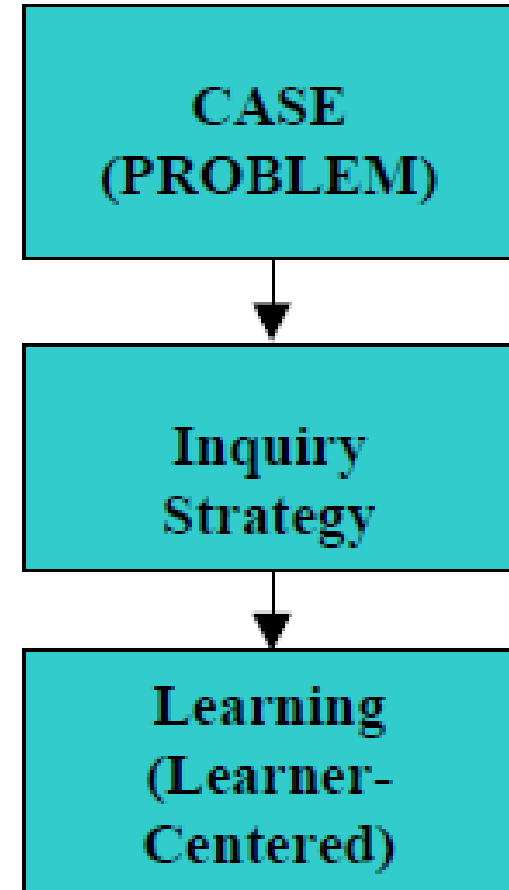 CASE
(PROBLEM)
Inquiry
Strategy
Learning
(Learner-
Centered)